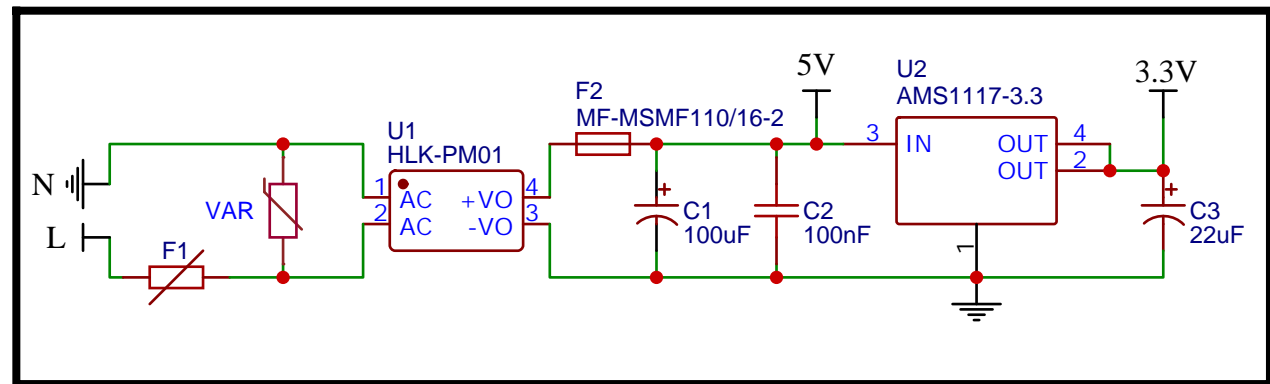 N
L
F1
VAR
U1
HLK-PM01
1
2
AC
AC
+VO
-VO
4
3
F2
MF-MSMF110/16-2
C1
100uF
C2
100nF
5V
U2
AMS1117-3.3
3
IN
OUT
OUT
4
2
1
3.3V
C3
22uF